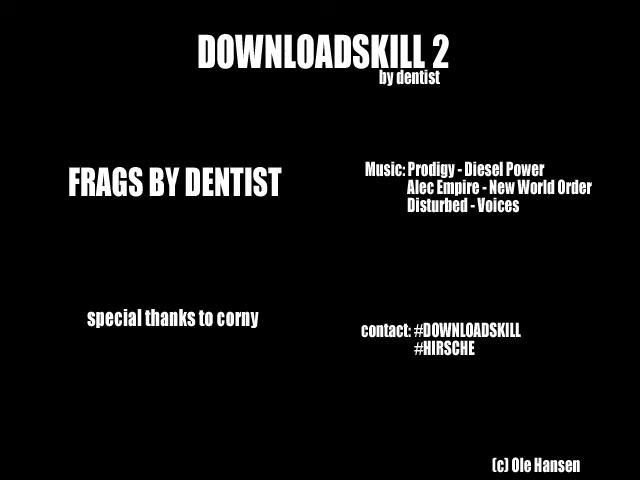 DOWNLOADSKILL 2
by dentist
FRAGS BY DENTIST
Music: Prodigy - Diesel Power
Alec Empire - New World Order
Disturbed - Voices
special thanks to corny
contact: #DOWNLOADSKILL
#HIRSCHE
(c) Ole Hansen